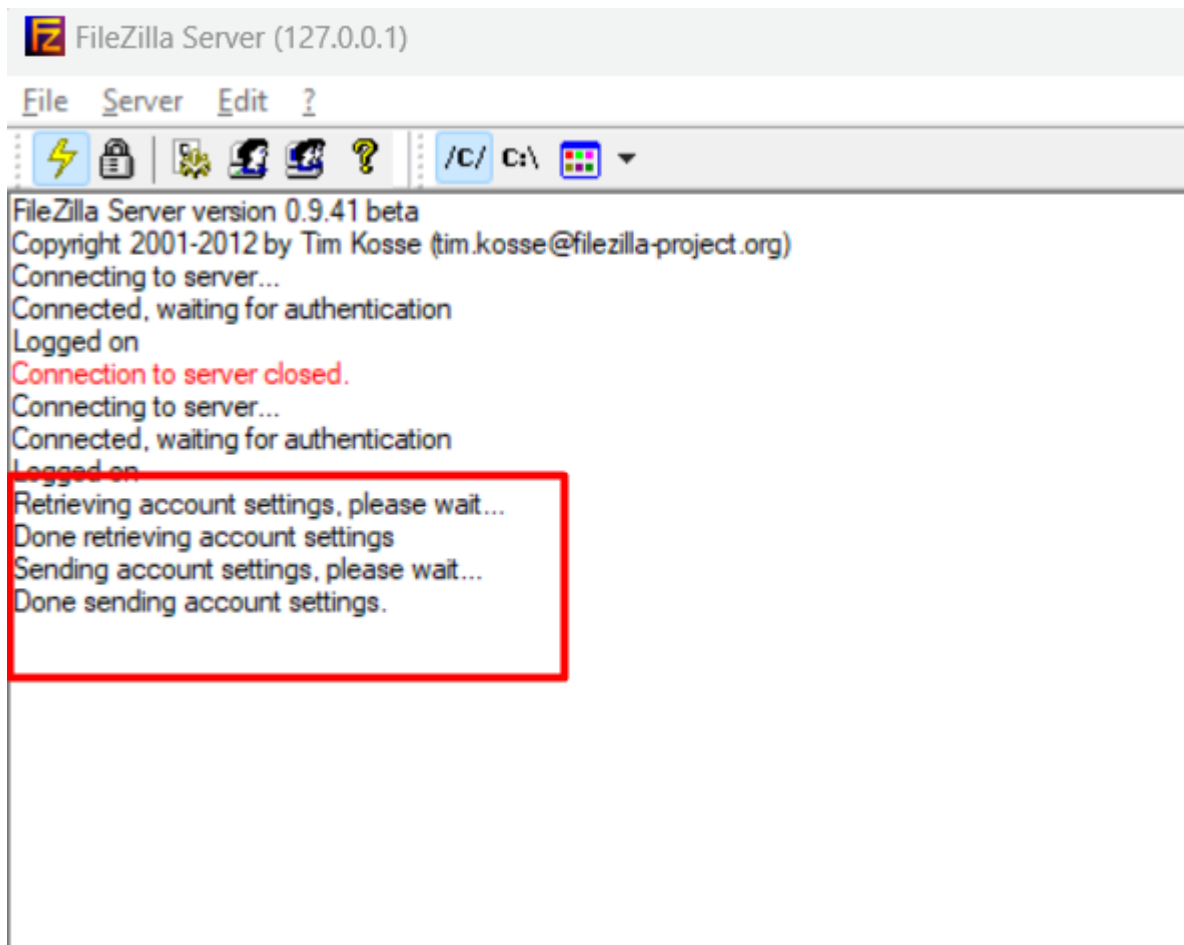 FileZilla Server (127.0.0.1)
File Server Edit ?
/C/ C:\
FileZilla Server version 0.9.41 beta
Copyright 2001-2012 by Tim Kosse (tim.kosse@filezilla-project.org)
Connecting to server...
Connected, waiting for authentication
Logged on
Connection to server closed.
Connecting to server...
Connected, waiting for authentication
Logged on
Retrieving account settings, please wait...
Done retrieving account settings
Sending account settings, please wait...
Done sending account settings.